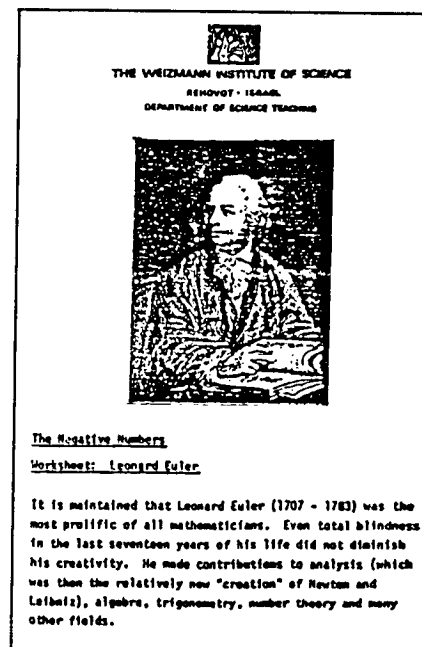 THE WEIZMANN INSTITUTE OF SCIENCE
REHOVOT - ISRAEL
DEPARTMENT OF SCIENCE TEACHING
The Negative Numbers
Worksheet: Leonard Euler
It is maintained that Leonard Euler (1707 - 1783) was the
most prolific of all mathematicians. Even total blindness
in the last seventeen years of his life did not diminish
his creativity. He made contributions to analysis (which
was then the relatively new "creation" of Newton and
Leibniz), algebra, trigonometry, number theory and many
other fields.